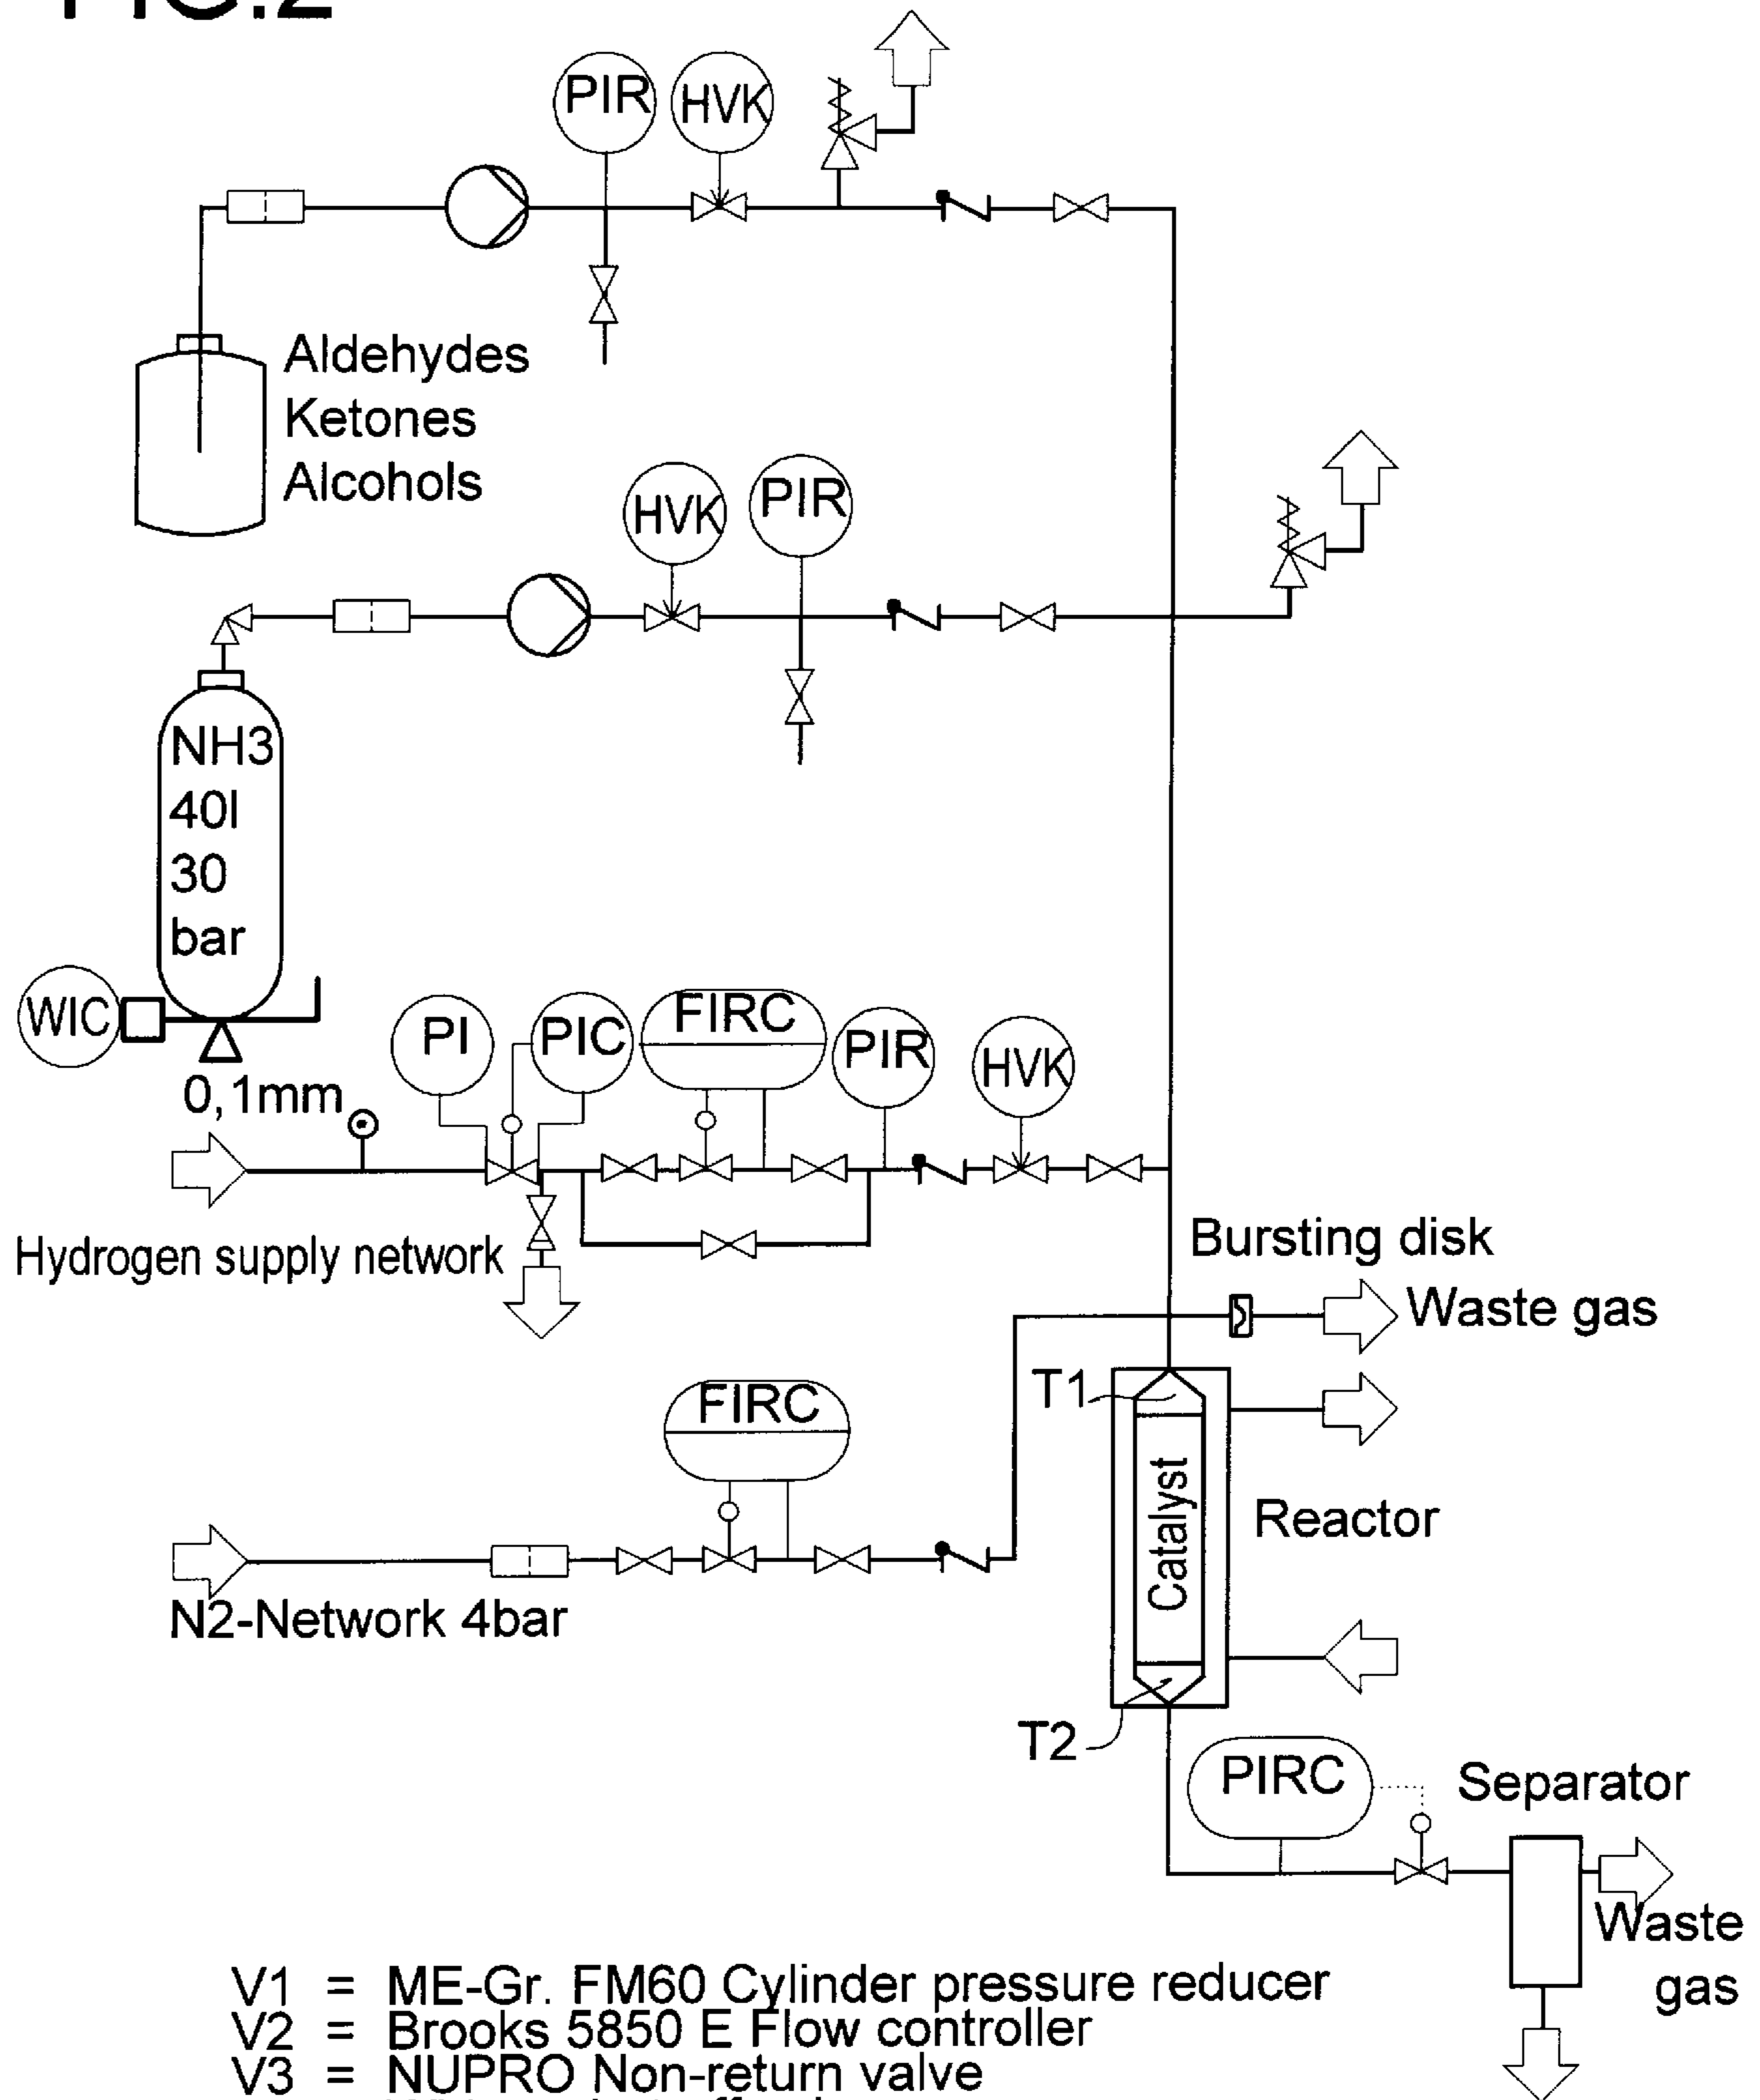 FIG.2
PIR
HVK
Aldehydes
Ketones
Alcohols
HVK
PIR
NH3
40l
30
bar
WIC
0,1mm
PI
PIC
FIRC
PIR
HVK
Hydrogen supply network
Bursting disk
Waste gas
T1
FIRC
Catalyst
Reactor
N2-Network 4bar
T2
PIRC
Separator
Waste
gas
V1 = ME-Gr. FM60 Cylinder pressure reducer
V2 = Brooks 5850 E Flow controller
V3 = NUPRO Non-return valve